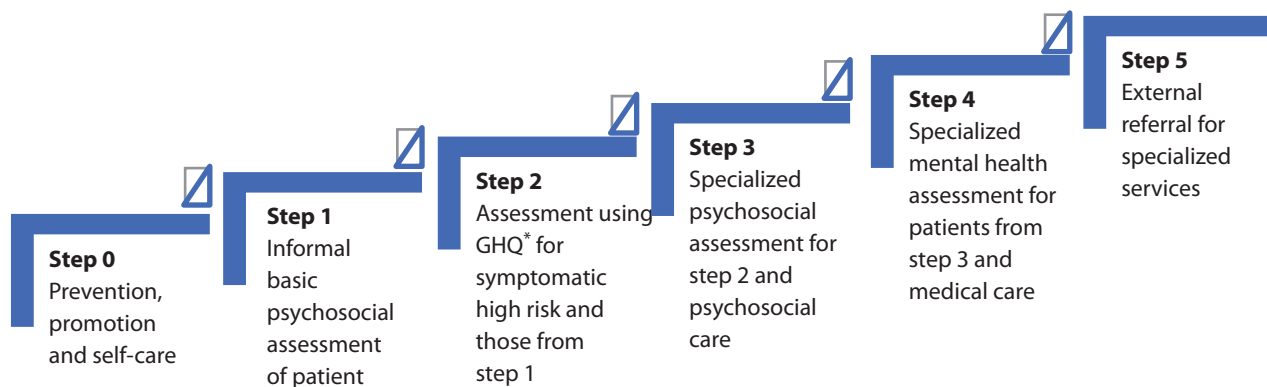 Step 0
Prevention,
promotion
and self-care
Step 1
Informal
basic
psychosocial
assessment
of patient
Step 2
Assessment using
GHQ* for
symptomatic
high risk and
those from
step 1
Step 3
Specialized
psychosocial
assessment for
step 2 and
psychosocial
care
Step 4
Specialized
mental health
assessment for
patients from
step 3 and
medical care
Step 5
External
referral for
specialized
services